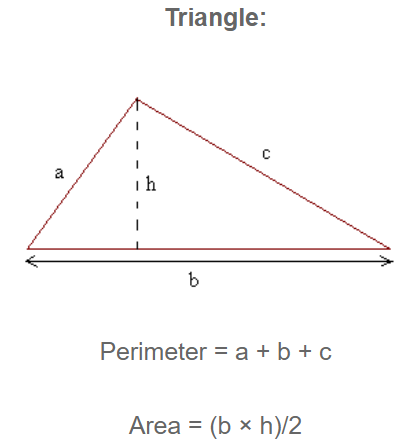 Triangle:
a
c
h
b
Perimeter = a + b + c
Area = (b × h)/2